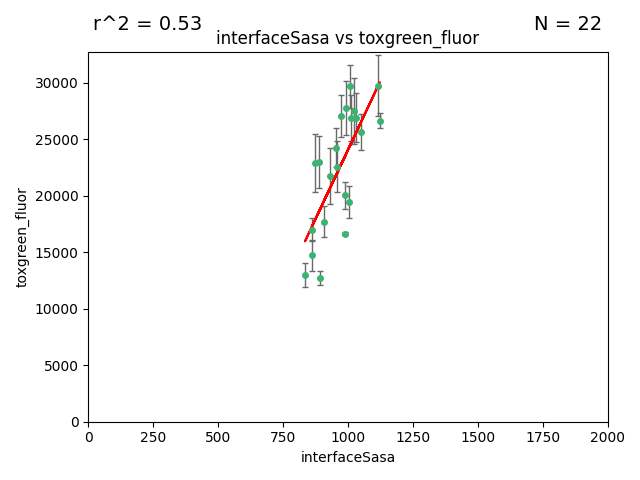 r^2 = 0.53
N = 22
interfaceSasa vs toxgreen_fluor
30000
25000
20000
15000
10000
5000
0
toxgreen_fluor
0 250 500 750 1000 1250 1500 1750 2000
interfaceSasa